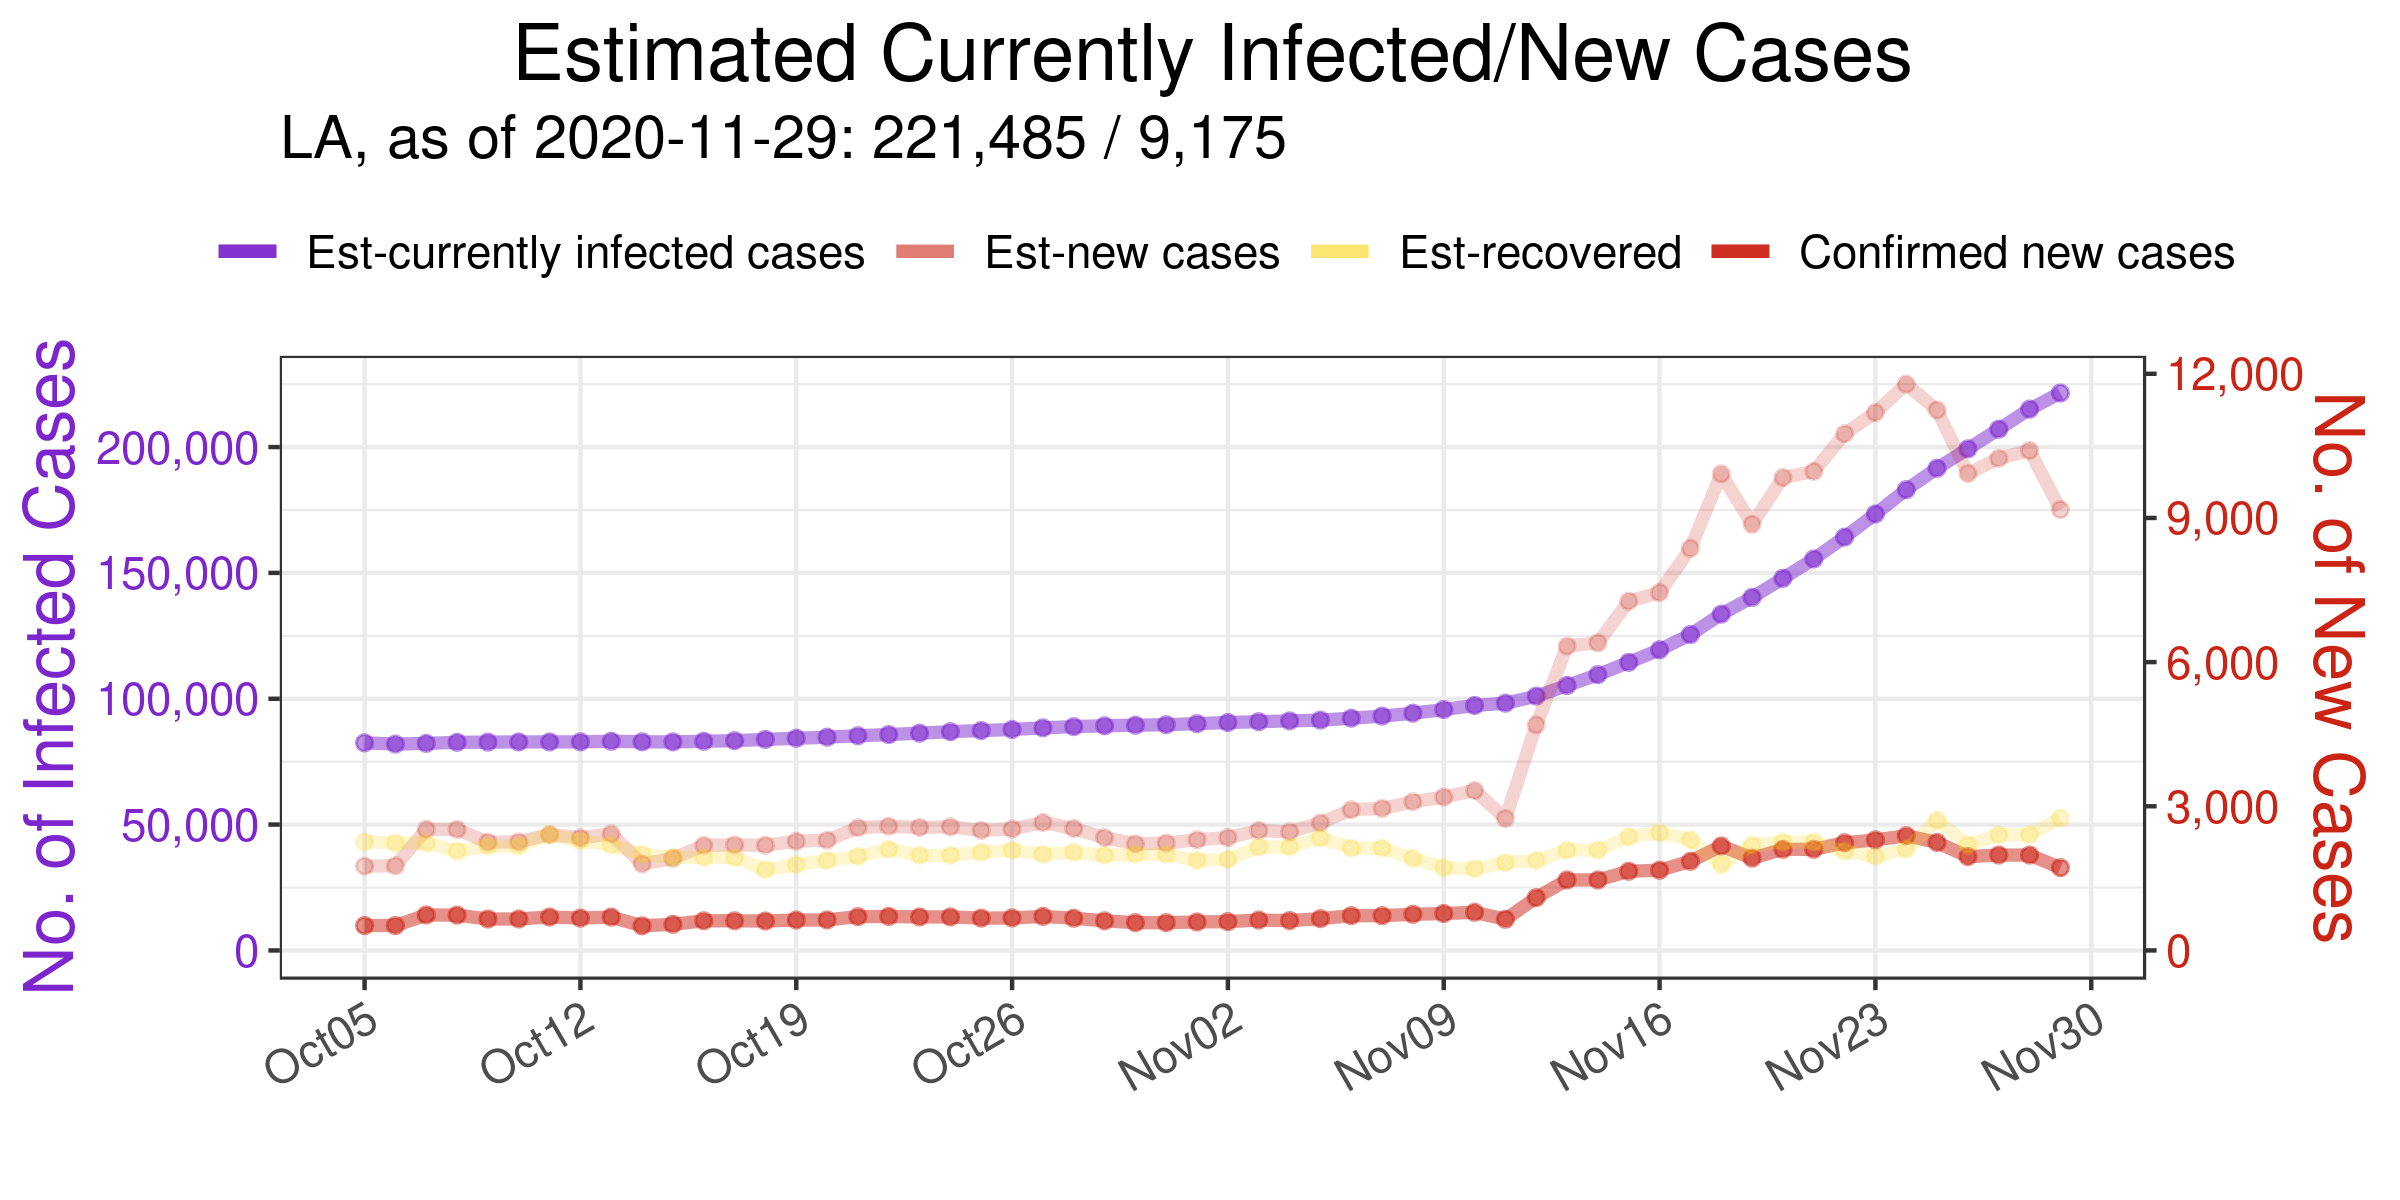 Estimated Currently Infected/New Cases
LA, as of 2020-11-29: 221,485 / 9,175
Est-currently infected cases Est-new cases Est-recovered Confirmed new cases
No. of Infected Cases
200,000
150,000
100,000
50,000
0
12,000
9,000
6,000
3,000
0
No. of New Cases
Oct05 Oct12 Oct19 Oct26 Nov02 Nov09 Nov16 Nov23 Nov30